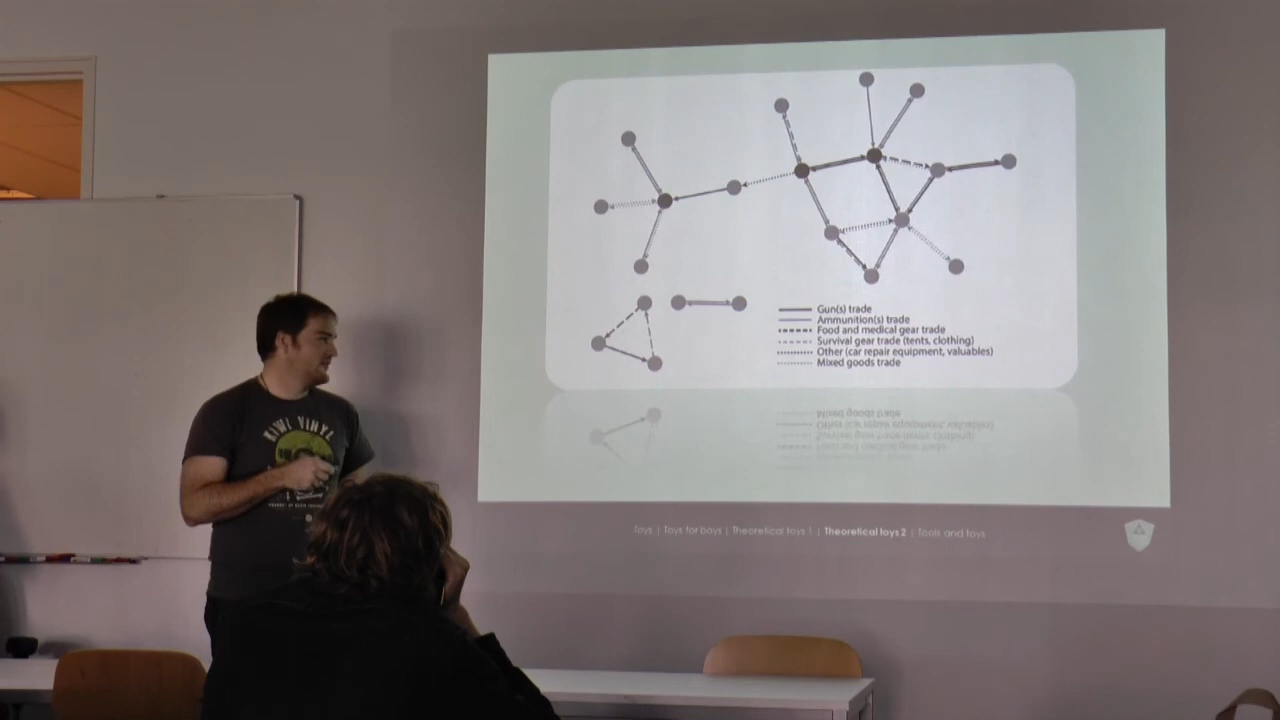 Gun(s) trade
Ammunition(s) trade
Food and medical gear trade
Survival gear trade (tents, clothing)
Other (car repair equipment, valuables)
Mixed goods trade
KIWI VINYL
Toys | Toys for boys | Theoretical toys 1 | Theoretical toys 2 | Tools and toys